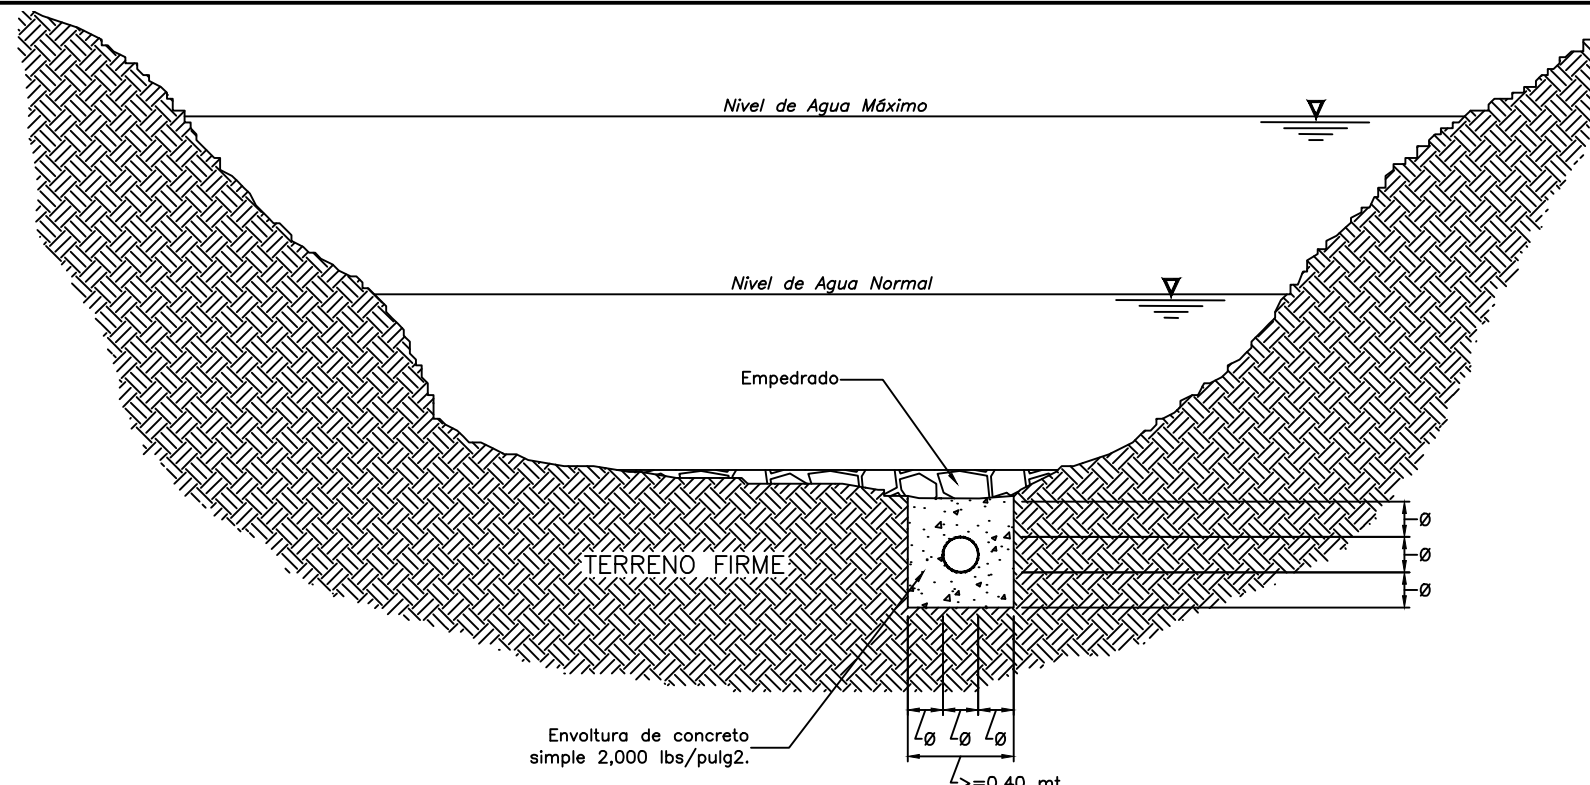 Nivel de Agua Máximo
Nivel de Agua Normal
Empedrado
Ø
Ø
TERRENO FIRME
Ø
Envoltura de concreto
simple 2,000 lbs/pulg2.
Ø Ø Ø
>=0.40 mt